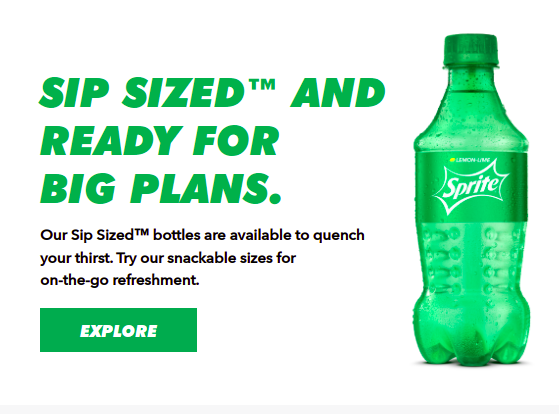 SIP SIZED™ AND
READY FOR
BIG PLANS.
Our Sip Sized™ bottles are available to quench
your thirst. Try our snackable sizes for
on-the-go refreshment.
EXPLORE
LEMON-LIME
Sprite